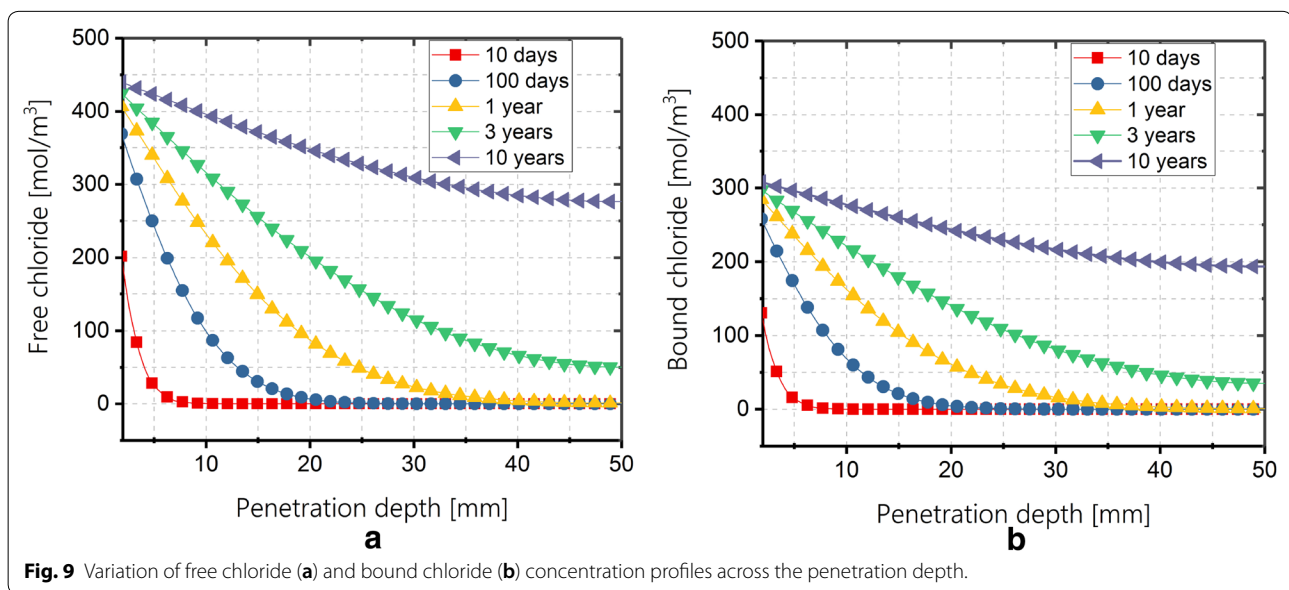 500
400
300
200
100
0
Free chloride [mol/m³]
10 days
100 days
1 year
3 years
10 years
10
20
30
40
50
Penetration depth [mm]
a
500
400
300
200
100
0
Bound chloride [mol/m³]
10 days
100 days
1 year
3 years
10 years
10
20
30
40
50
Penetration depth [mm]
b
Fig. 9 Variation of free chloride (a) and bound chloride (b) concentration profiles across the penetration depth.